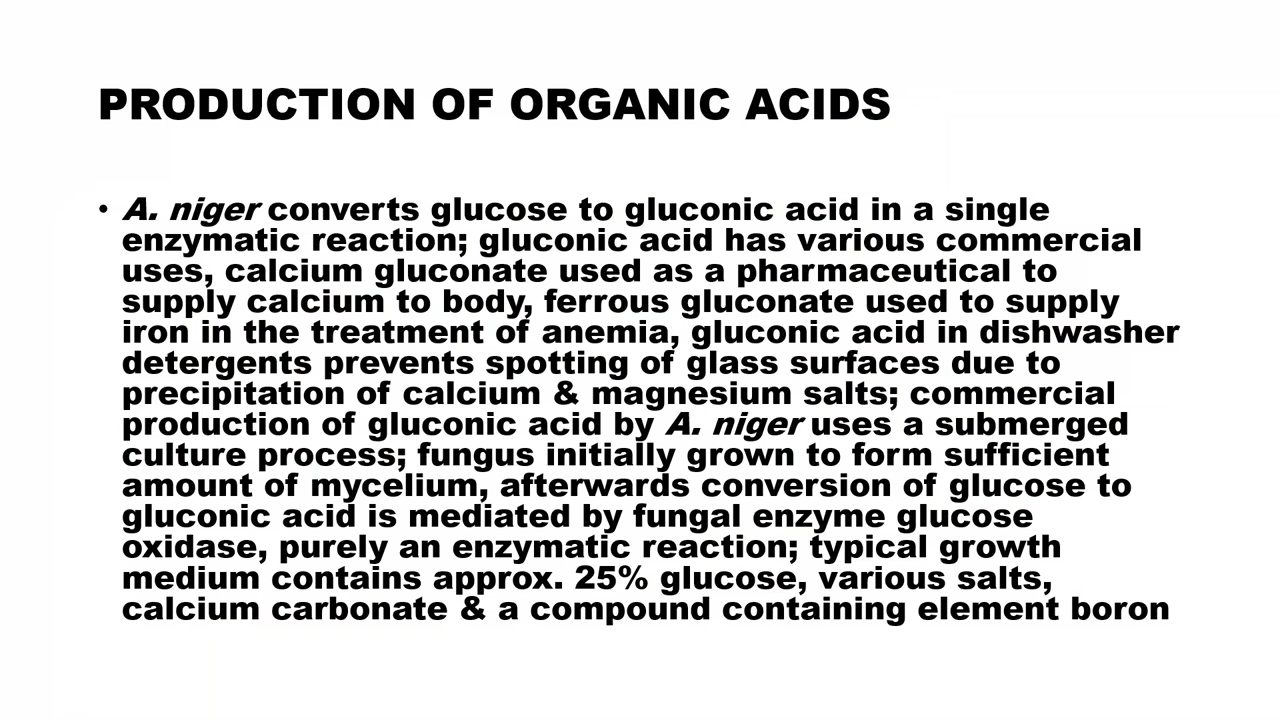 PRODUCTION OF ORGANIC ACIDS
• A. niger converts glucose to gluconic acid in a single
enzymatic reaction; gluconic acid has various commercial
uses, calcium gluconate used as a pharmaceutical to
supply calcium to body, ferrous gluconate used to supply
iron in the treatment of anemia, gluconic acid in dishwasher
detergents prevents spotting of glass surfaces due to
precipitation of calcium & magnesium salts; commercial
production of gluconic acid by A. niger uses a submerged
culture process; fungus initially grown to form sufficient
amount of mycelium, afterwards conversion of glucose to
gluconic acid is mediated by fungal enzyme glucose
oxidase, purely an enzymatic reaction; typical growth
medium contains approx. 25% glucose, various salts,
calcium carbonate & a compound containing element boron